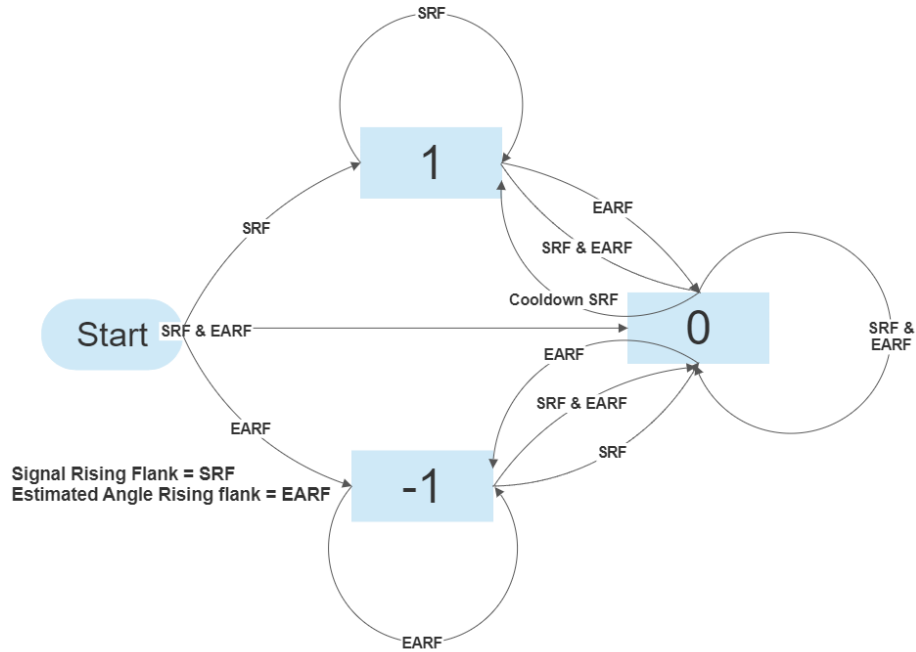 SRF
1
SRF
EARF
SRF & EARF
Cooldown SRF
Start
SRF & EARF
0
SRF &
EARF
EARF
SRF & EARF
EARF
SRF
Signal Rising Flank = SRF
Estimated Angle Rising flank = EARF
-1
EARF